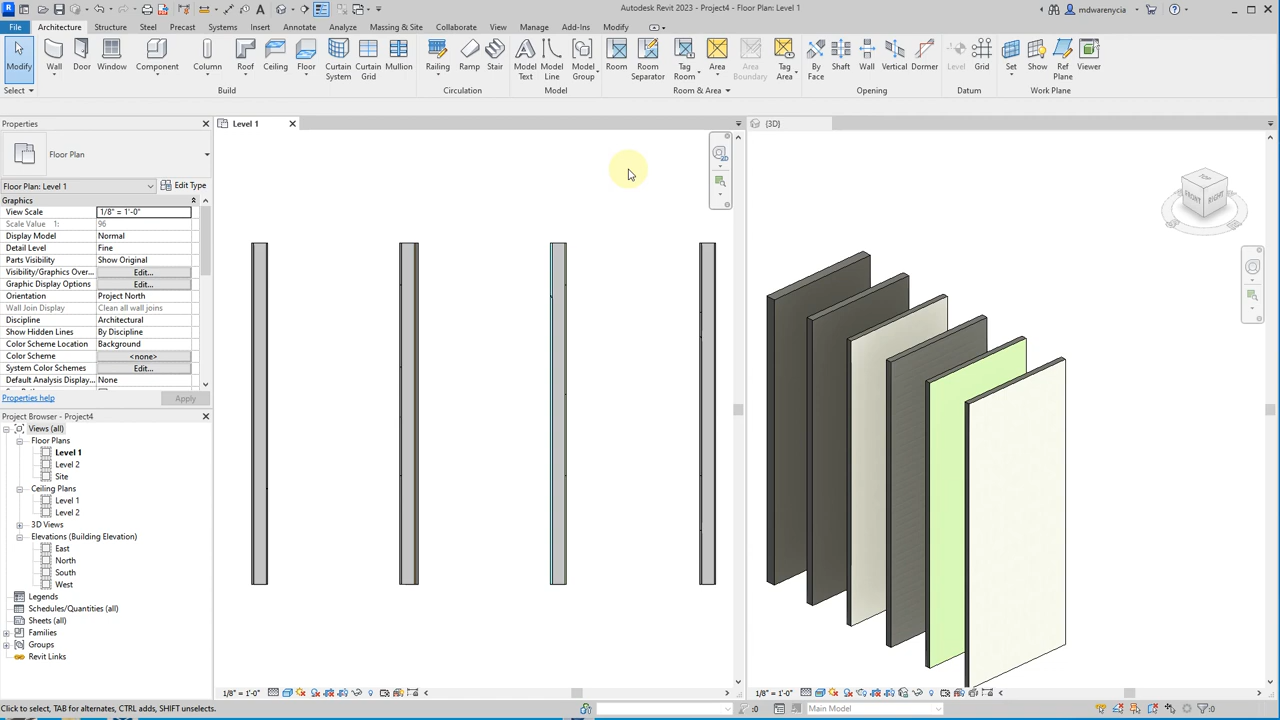 Autodesk Revit 2023 - Project4 - Floor Plan: Level 1
mdwarenycia
File Architecture Structure Steel Precast Systems Insert Annotate Analyze Massing & Site Collaborate View Manage Add-Ins Modify
Modify Wall Door Window Component Column Roof Ceiling Floor Curtain System Curtain Grid Mullion Railing Ramp Stair Model Text Model Line Model Group Room Room Separator Tag Room Area Area Boundary Tag Area By Face Shaft Wall Vertical Dormer Level Grid Set Show Ref Plane Viewer
Select Build Circulation Model Room & Area Opening Datum Work Plane
Properties
Level 1
{3D}
Floor Plan
Floor Plan: Level 1
Edit Type
Graphics
View Scale 1/8" = 1'-0"
Scale Value 1: 96
Display Model Normal
Detail Level Fine
Parts Visibility Show Original
Visibility/Graphics Over... Edit...
Graphic Display Options Edit...
Orientation Project North
Wall Join Display Clean all wall joins
Discipline Architectural
Show Hidden Lines By Discipline
Color Scheme Location Background
Color Scheme <none>
System Color Schemes Edit...
Default Analysis Display... None
Properties help
Apply
Project Browser - Project4
Views (all)
Floor Plans
Level 1
Level 2
Site
Ceiling Plans
Level 1
Level 2
3D Views
Elevations (Building Elevation)
East
North
South
West
Legends
Schedules/Quantities (all)
Sheets (all)
Families
Groups
Revit Links
TOP
FRONT
RIGHT
1/8" = 1'-0"
1/8" = 1'-0"
Click to select, TAB for alternates, CTRL adds, SHIFT unselects.
:0
Main Model
:0